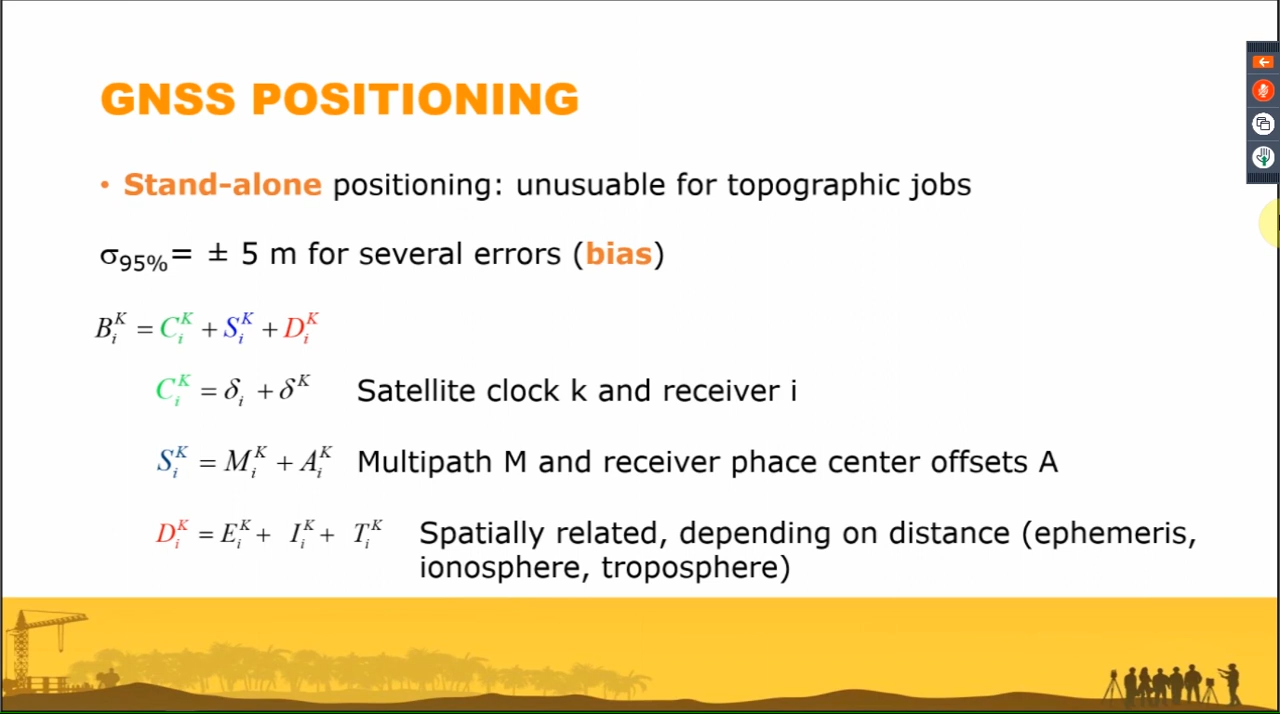 GNSS POSITIONING
• Stand-alone positioning: unusuable for topographic jobs
σ95%= ± 5 m for several errors (bias)
B_i^K = C_i^K + S_i^K + D_i^K
C_i^K = δ_i + δ^K Satellite clock k and receiver i
S_i^K = M_i^K + A_i^K Multipath M and receiver phace center offsets A
D_i^K = E_i^K + I_i^K + T_i^K Spatially related, depending on distance (ephemeris,
ionosphere, troposphere)